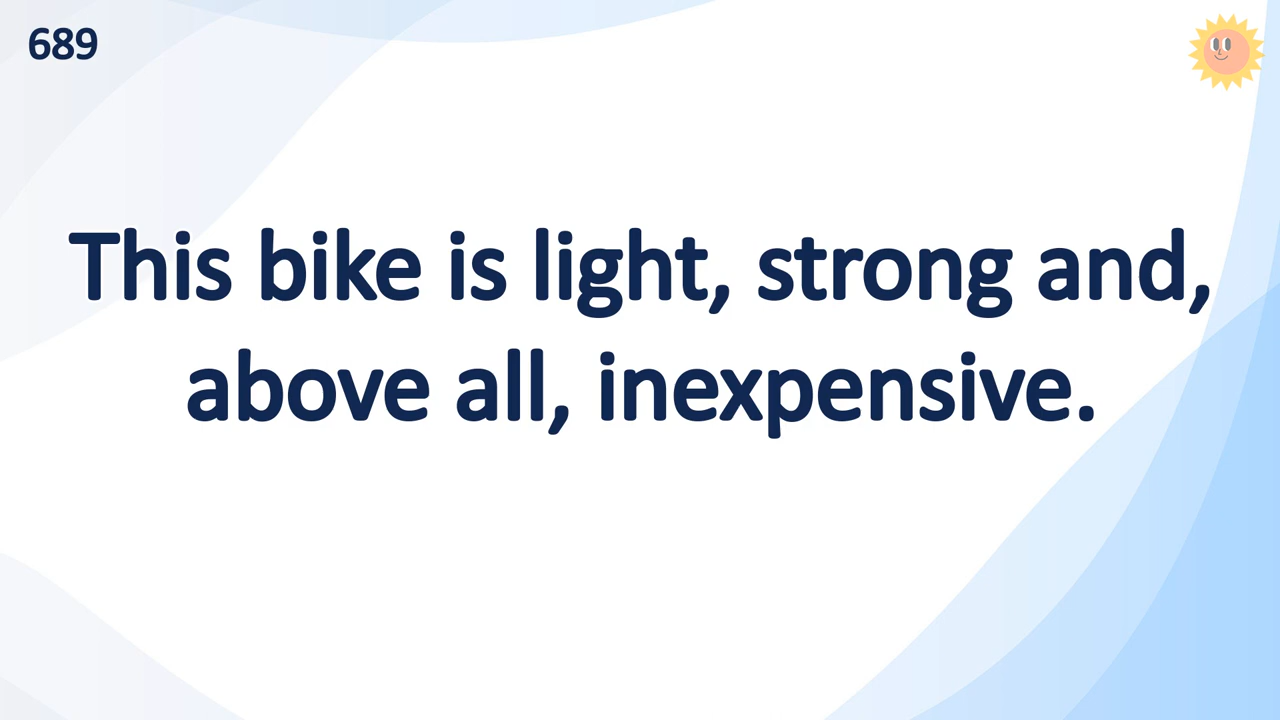 689
This bike is light, strong and,
above all, inexpensive.